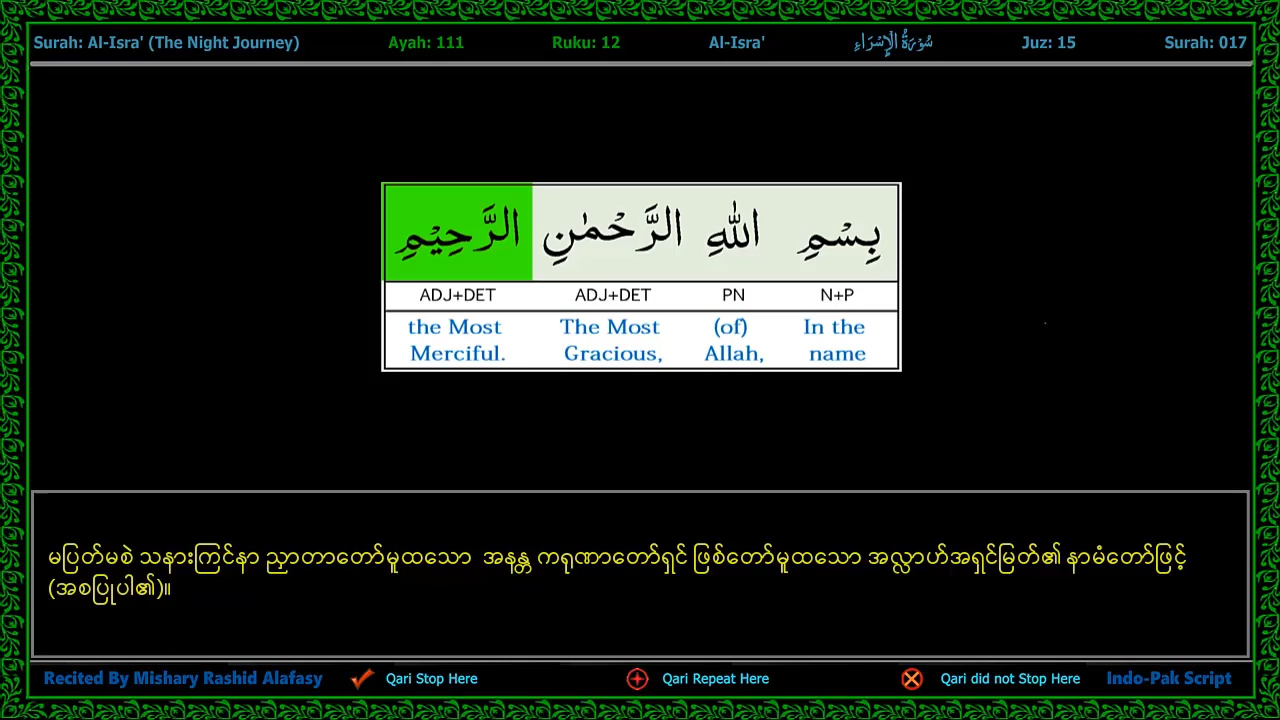 Surah: Al-Isra' (The Night Journey) Ayah: 111 Ruku: 12 Al-Isra' سُوْرَةُ الْإِسْرَاءِ Juz: 15 Surah: 017
بِسْمِ اللّٰهِ الرَّحْمٰنِ الرَّحِيْمِ
ADJ+DET ADJ+DET PN N+P
the Most The Most (of) In the
Merciful. Gracious, Allah, name
မပြတ်မစဲ သနားကြင်နာ ညှာတာတော်မူထသော အနန္တ ကရုဏာတော်ရှင် ဖြစ်တော်မူထသော အလ္လာဟ်အရှင်မြတ်၏ နာမံတော်ဖြင့်
(အစပြုပါ၏)။
Recited By Mishary Rashid Alafasy Qari Stop Here Qari Repeat Here Qari did not Stop Here Indo-Pak Script